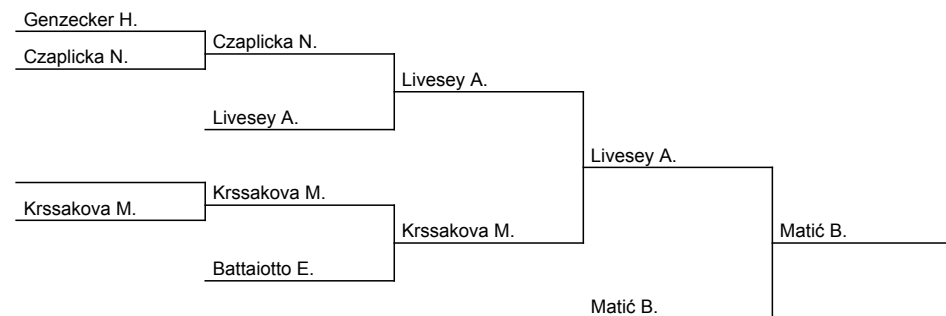 Genzecker H.
Czaplicka N.
Czaplicka N.
Livesey A.
Livesey A.
Livesey A.
Krssakova M.
Krssakova M.
Krssakova M.
Matić B.
Battaiotto E.
Matić B.